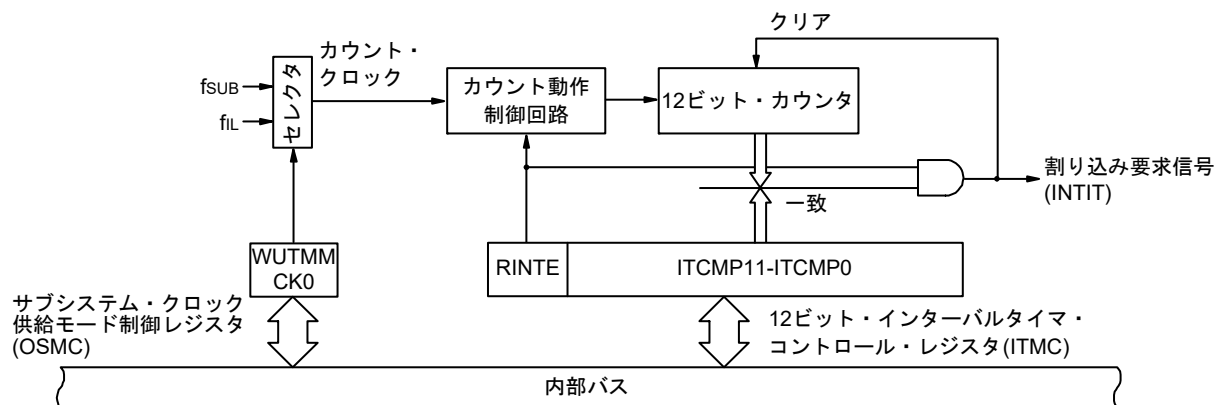 クリア
カウント・
クロック
fSUB
fIL
セレクタ
カウント動作
制御回路
12ビット・カウンタ
割り込み要求信号
(INTIT)
一致
WUTMM
CK0
RINTE
ITCMP11-ITCMP0
サブシステム・クロック
供給モード制御レジスタ
(OSMC)
12ビット・インターバルタイマ・
コントロール・レジスタ(ITMC)
内部バス